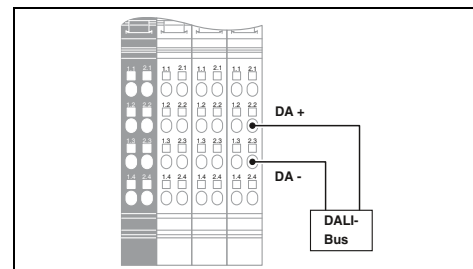 1.1 2.1 1.1 2.1 1.1 2.1 1.1 2.1
1.2 2.2 1.2 2.2 1.2 2.2 1.2 2.2
DA +
1.3 2.3 1.3 2.3 1.3 2.3 1.3 2.3
DA -
1.4 2.4 1.4 2.4 1.4 2.4 1.4 2.4
DALI-
Bus